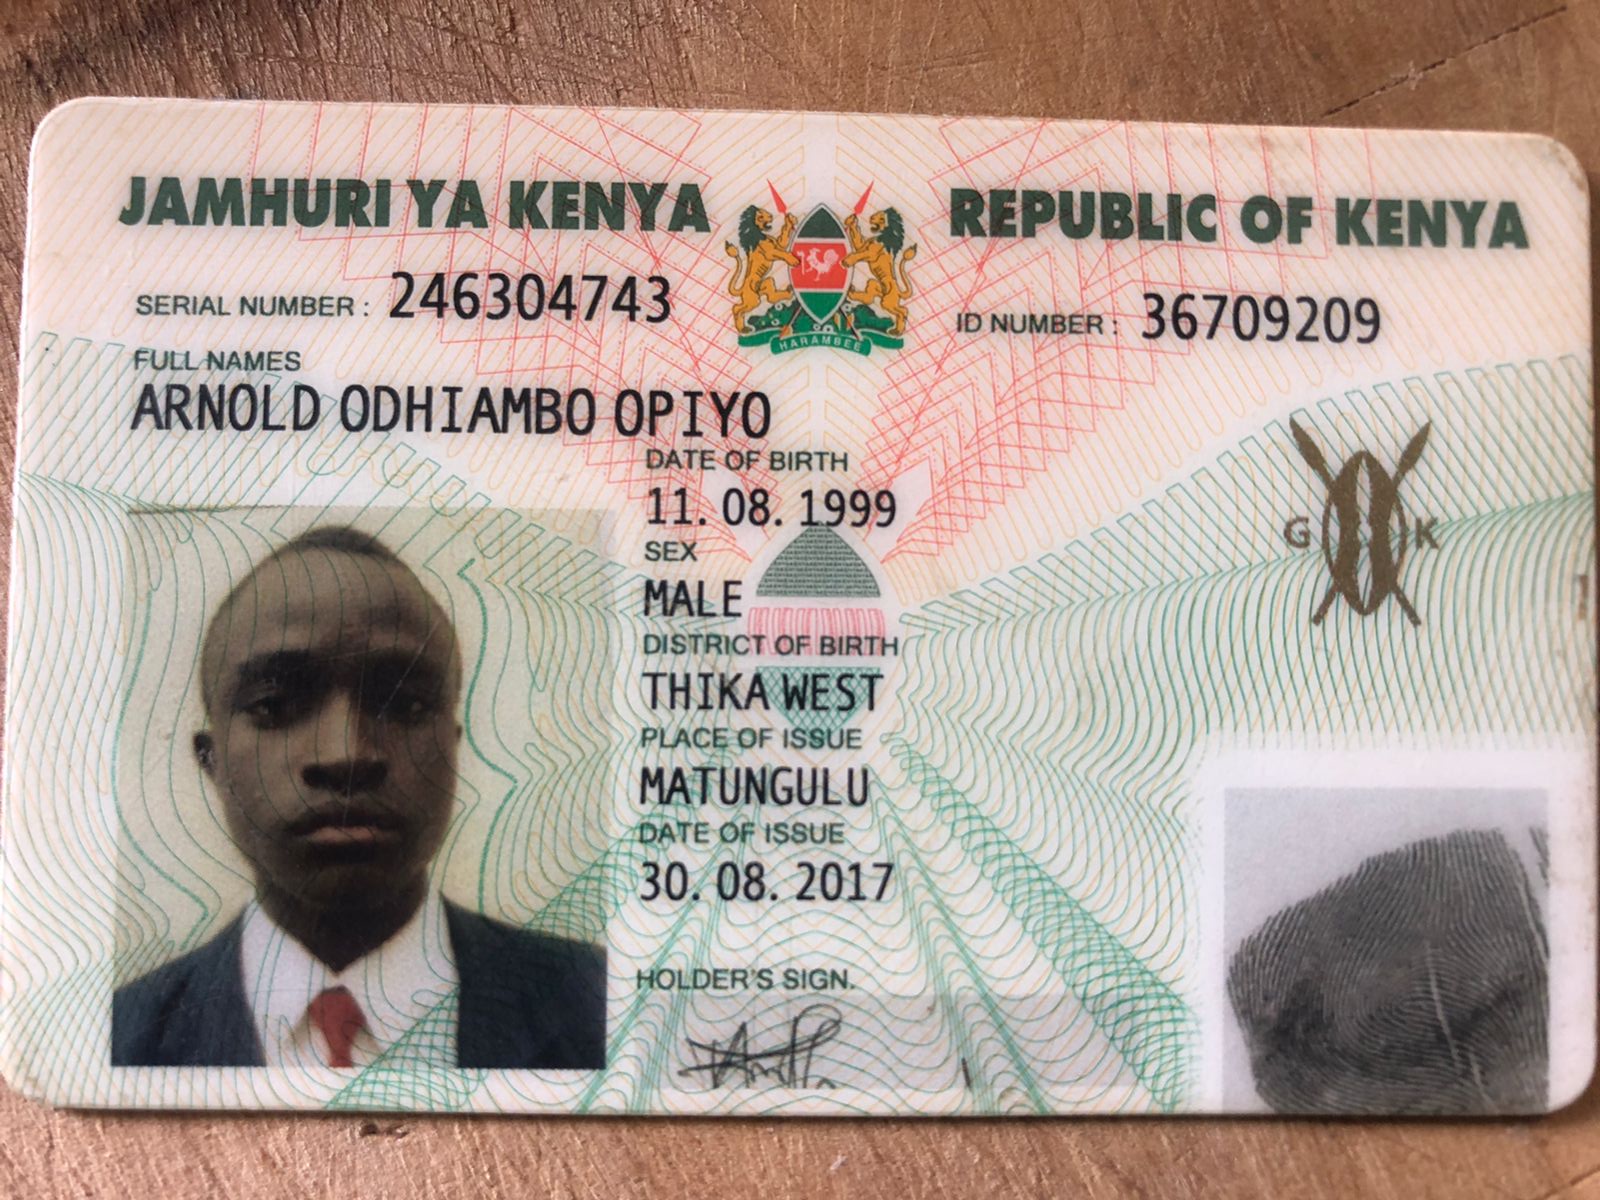 JAMHURI YA KENYA REPUBLIC OF KENYA
SERIAL NUMBER : 246304743 ID NUMBER : 36709209
HARAMBEE
FULL NAMES
ARNOLD ODHIAMBO OPIYO
DATE OF BIRTH
11. 08. 1999
SEX
MALE
G K
DISTRICT OF BIRTH
THIKA WEST
PLACE OF ISSUE
MATUNGULU
DATE OF ISSUE
30. 08. 2017
HOLDER'S SIGN.